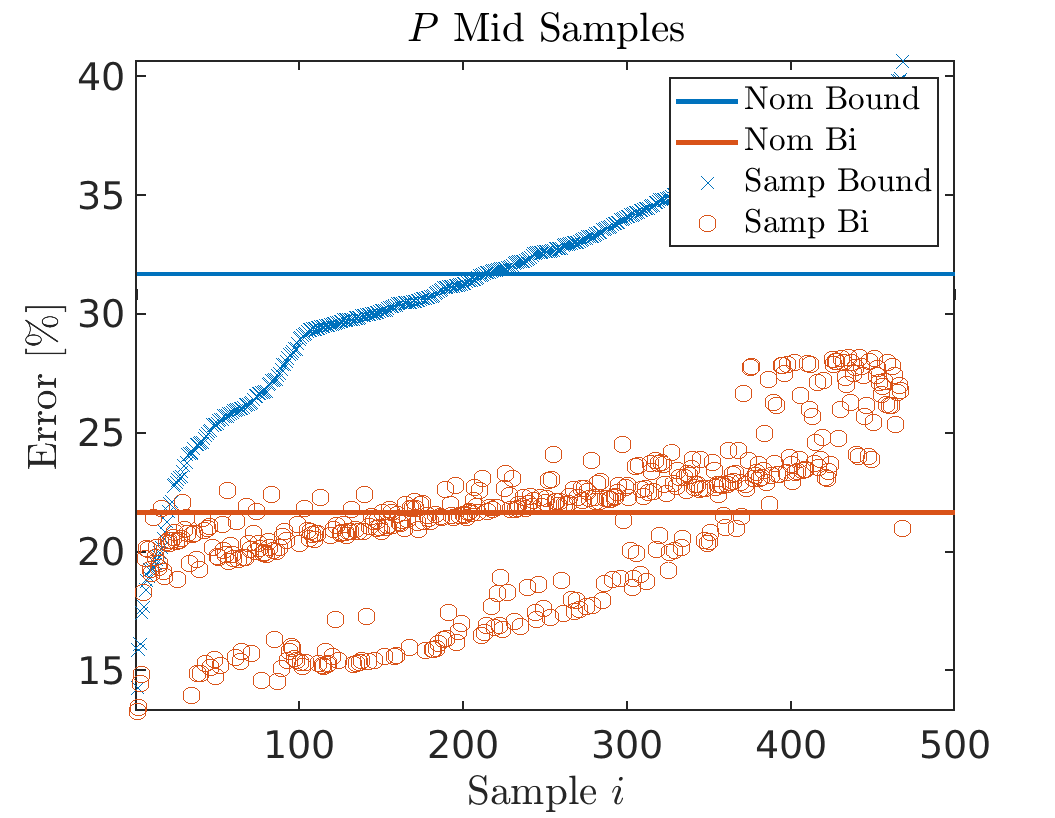 P Mid Samples
40
35
30
25
20
15
Error [%]
100
200
300
400
500
Sample i
Nom Bound
Nom Bi
Samp Bound
Samp Bi